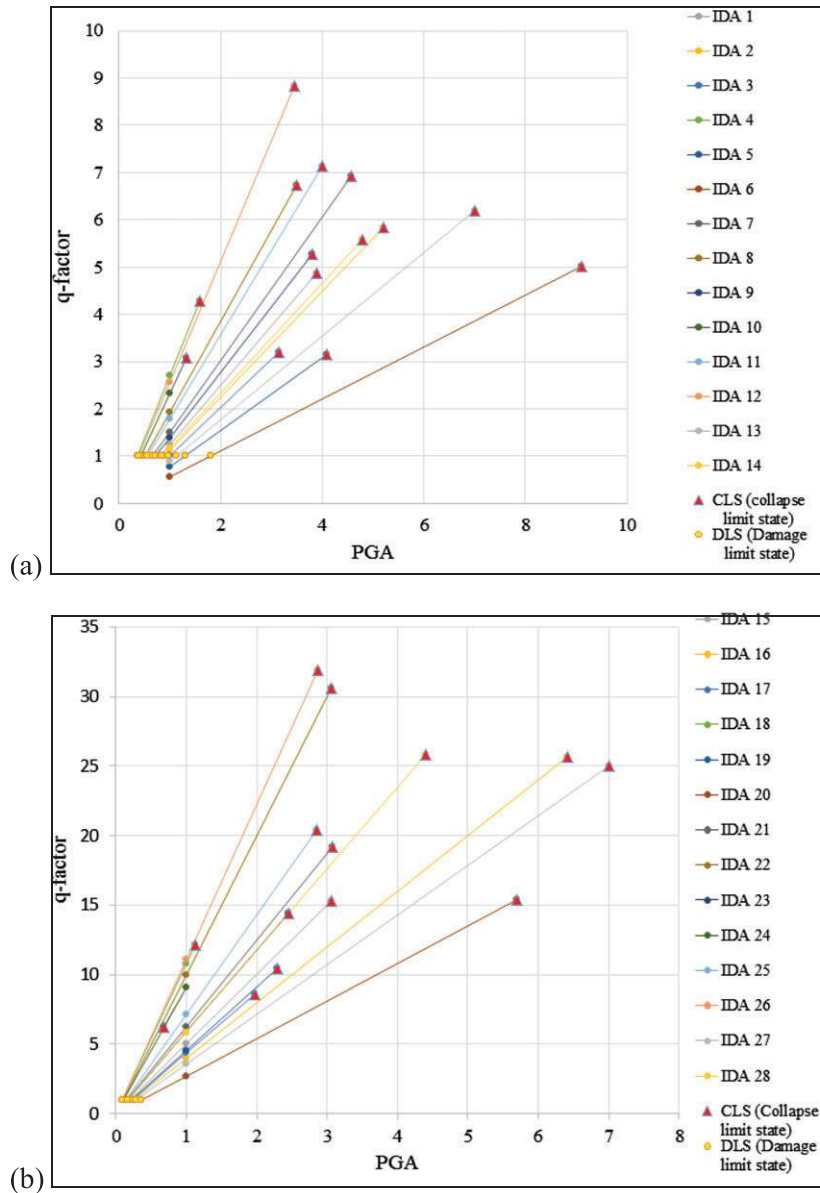 IDA 1
IDA 2
IDA 3
IDA 4
IDA 5
IDA 6
IDA 7
IDA 8
IDA 9
IDA 10
IDA 11
IDA 12
IDA 13
IDA 14
CLS (collapse
limit state)
DLS (Damage
limit state)
10
9
8
7
6
5
4
3
2
1
0
q-factor
0 2 4 6 8 10
PGA
(a)
IDA 15
IDA 16
IDA 17
IDA 18
IDA 19
IDA 20
IDA 21
IDA 22
IDA 23
IDA 24
IDA 25
IDA 26
IDA 27
IDA 28
CLS (Collapse
limit state)
DLS (Damage
limit state)
35
30
25
20
15
10
5
0
q-factor
0 1 2 3 4 5 6 7 8
PGA
(b)